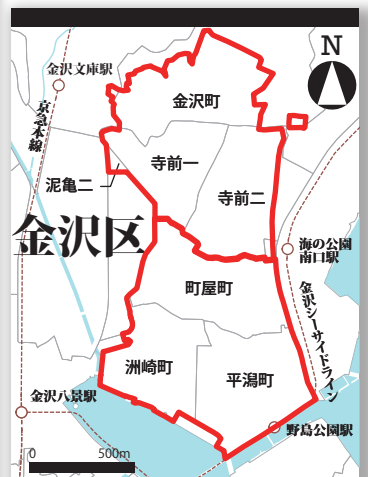 N
金沢文庫駅
京急本線
金沢町
寺前一
泥亀二
寺前二
金沢区
海の公園
南口駅
町屋町
金沢シーサイドライン
洲崎町
平潟町
金沢八景駅
野島公園駅
0 500m